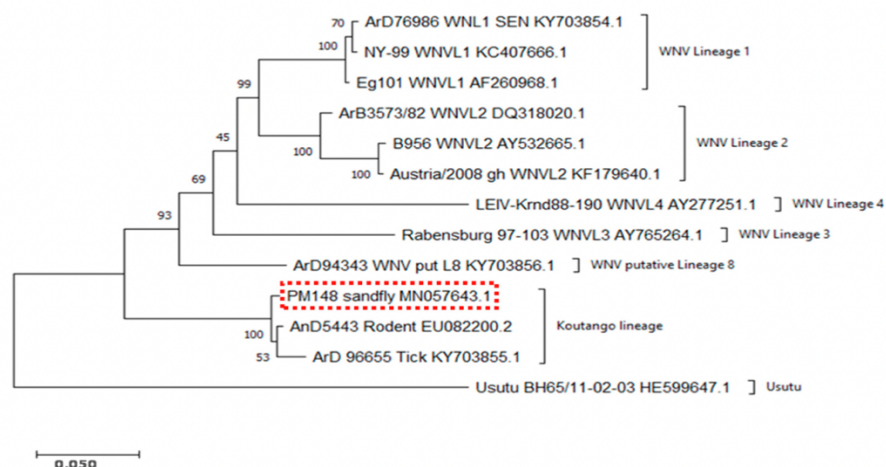 70
ArD76986 WNL1 SEN KY703854.1
100
NY-99 WNVL1 KC407666.1
WNV Lineage 1
Eg101 WNVL1 AF260968.1
99
ArB3573/82 WNVL2 DQ318020.1
45
B956 WNVL2 AY532665.1
WNV Lineage 2
100
100
Austria/2008 gh WNVL2 KF179640.1
69
LEIV-Krnd88-190 WNVL4 AY277251.1
WNV Lineage 4
93
Rabensburg 97-103 WNVL3 AY765264.1
WNV Lineage 3
ArD94343 WNV put L8 KY703856.1
WNV putative Lineage 8
PM148 sandfly MN057643.1
100
AnD5443 Rodent EU082200.2
Koutango lineage
53
ArD 96655 Tick KY703855.1
Usutu BH65/11-02-03 HE599647.1
Usutu
0.050